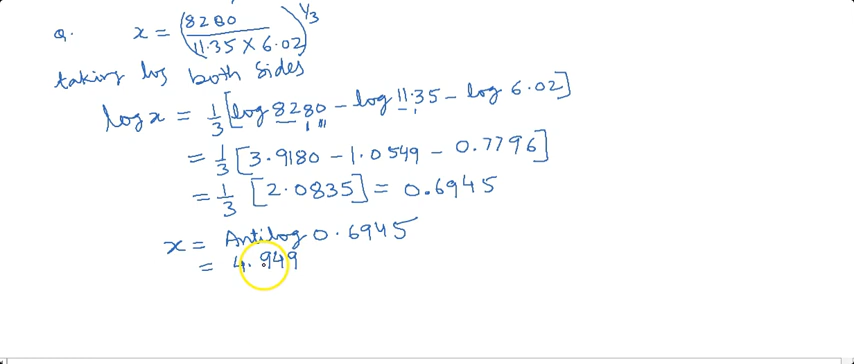 Q. x = (8280 / 11.35 × 6.02)^1/3
taking log both sides
log x = 1/3 [log 8280 − log 11.35 − log 6.02]
= 1/3 [3.9180 − 1.0549 − 0.7796]
= 1/3 [2.0835] = 0.6945
x = Antilog 0.6945
= 4.949